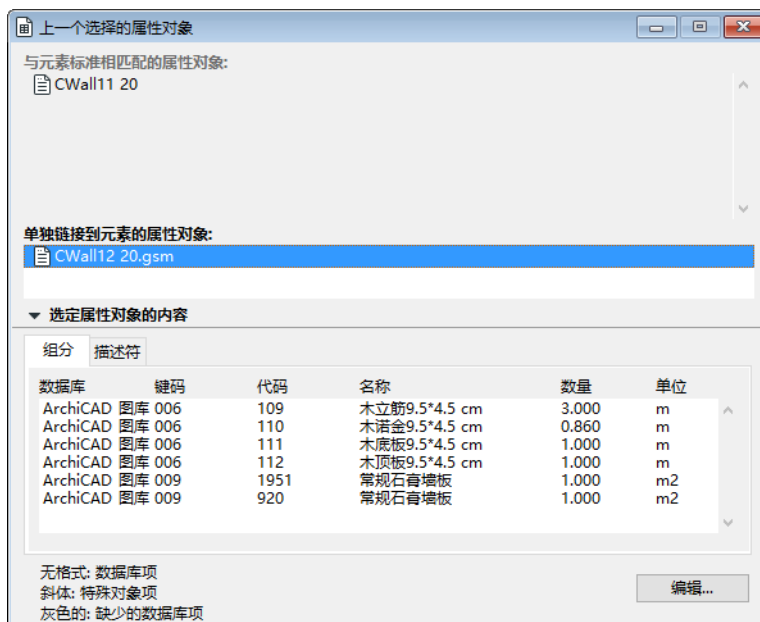 上一个选择的属性对象
与元素标准相匹配的属性对象:
CWall11 20
单独链接到元素的属性对象:
CWall12 20.gsm
选定属性对象的内容
组分 描述符
数据库 键码 代码 名称 数量 单位
ArchiCAD 图库 006 109 木立筋9.5*4.5 cm 3.000 m
ArchiCAD 图库 006 110 木诺金9.5*4.5 cm 0.860 m
ArchiCAD 图库 006 111 木底板9.5*4.5 cm 1.000 m
ArchiCAD 图库 006 112 木顶板9.5*4.5 cm 1.000 m
ArchiCAD 图库 009 1951 常规石膏墙板 1.000 m2
ArchiCAD 图库 009 920 常规石膏墙板 1.000 m2
无格式: 数据库项
斜体: 特殊对象项 编辑...
灰色的: 缺少的数据库项